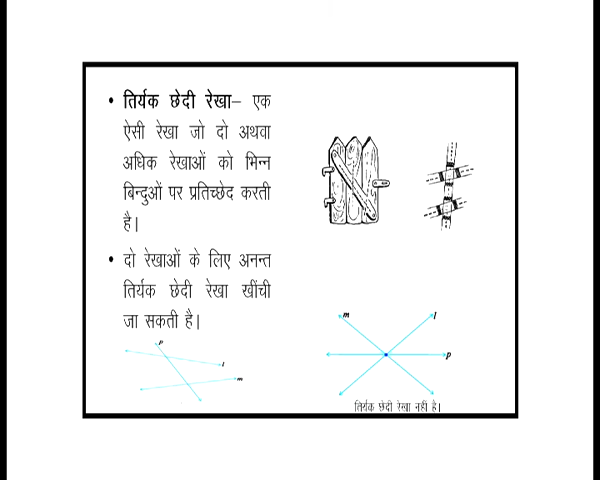 • तिर्यक छेदी रेखा– एक
ऐसी रेखा जो दो अथवा
अधिक रेखाओं को भिन्न
बिन्दुओं पर प्रतिच्छेद करती
है।
• दो रेखाओं के लिए अनन्त
तिर्यक छेदी रेखा खींची
जा सकती है।
p
l
m
m
l
p
तिर्यक छेदी रेखा नहीं है।